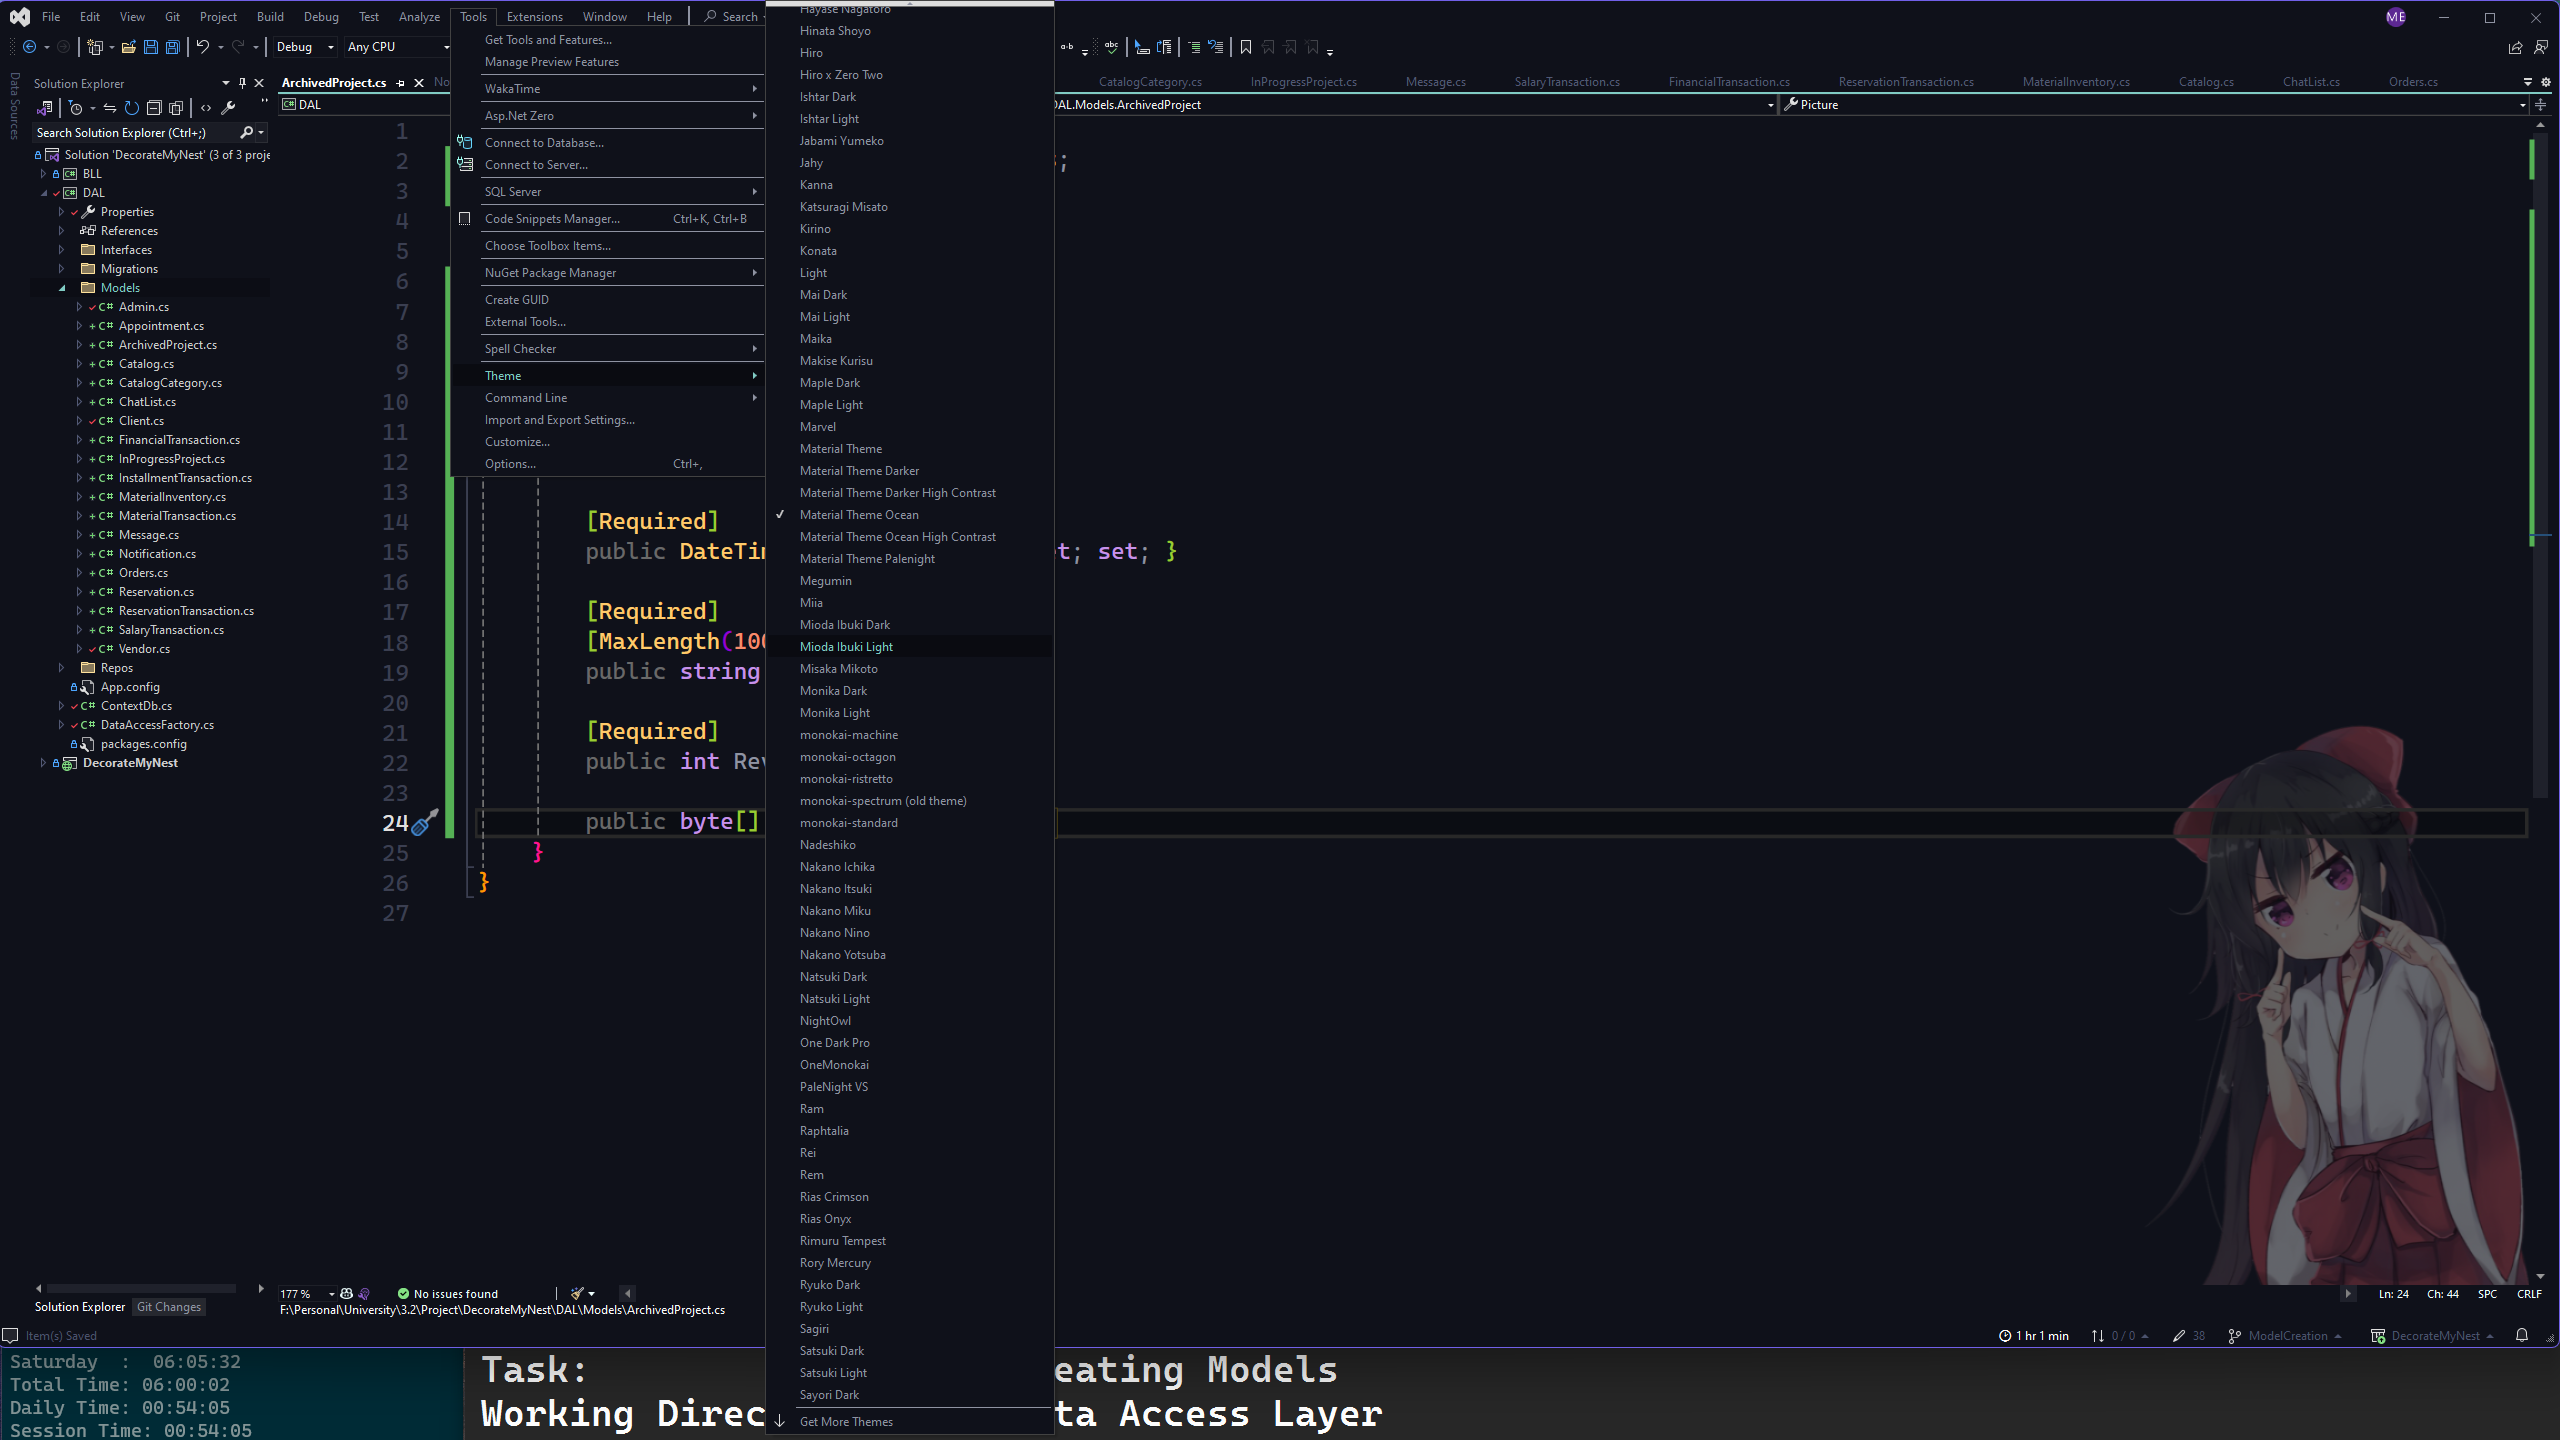 File Edit View Git Project Build Debug Test Analyze Tools Extensions Window Help Search ME
Debug Any CPU
Data Sources
Solution Explorer
Search Solution Explorer (Ctrl+;)
Solution 'DecorateMyNest' (3 of 3 proje
BLL
DAL
Properties
References
Interfaces
Migrations
Models
Admin.cs
Appointment.cs
ArchivedProject.cs
Catalog.cs
CatalogCategory.cs
ChatList.cs
Client.cs
FinancialTransaction.cs
InProgressProject.cs
InstallmentTransaction.cs
MaterialInventory.cs
MaterialTransaction.cs
Message.cs
Notification.cs
Orders.cs
Reservation.cs
ReservationTransaction.cs
SalaryTransaction.cs
Vendor.cs
Repos
App.config
ContextDb.cs
DataAccessFactory.cs
packages.config
DecorateMyNest
Solution Explorer Git Changes
ArchivedProject.cs No CatalogCategory.cs InProgressProject.cs Message.cs SalaryTransaction.cs FinancialTransaction.cs ReservationTransaction.cs MaterialInventory.cs Catalog.cs ChatList.cs Orders.cs
DAL DAL.Models.ArchivedProject Picture
Get Tools and Features...
Manage Preview Features
WakaTime
Asp.Net Zero
Connect to Database...
Connect to Server...
SQL Server
Code Snippets Manager... Ctrl+K, Ctrl+B
Choose Toolbox Items...
NuGet Package Manager
Create GUID
External Tools...
Spell Checker
Theme
Command Line
Import and Export Settings...
Customize...
Options... Ctrl+,
Hayase Nagatoro
Hinata Shoyo
Hiro
Hiro x Zero Two
Ishtar Dark
Ishtar Light
Jabami Yumeko
Jahy
Kanna
Katsuragi Misato
Kirino
Konata
Light
Mai Dark
Mai Light
Maika
Makise Kurisu
Maple Dark
Maple Light
Marvel
Material Theme
Material Theme Darker
Material Theme Darker High Contrast
Material Theme Ocean
Material Theme Ocean High Contrast
Material Theme Palenight
Megumin
Miia
Mioda Ibuki Dark
Mioda Ibuki Light
Misaka Mikoto
Monika Dark
Monika Light
monokai-machine
monokai-octagon
monokai-ristretto
monokai-spectrum (old theme)
monokai-standard
Nadeshiko
Nakano Ichika
Nakano Itsuki
Nakano Miku
Nakano Nino
Nakano Yotsuba
Natsuki Dark
Natsuki Light
NightOwl
One Dark Pro
OneMonokai
PaleNight VS
Ram
Raphtalia
Rei
Rem
Rias Crimson
Rias Onyx
Rimuru Tempest
Rory Mercury
Ryuko Dark
Ryuko Light
Sagiri
Satsuki Dark
Satsuki Light
Sayori Dark
Get More Themes
1
2 ;
3
4
5
6
7
8
9
10
11
12
13
14 [Required]
15 public DateTi t; set; }
16
17 [Required]
18 [MaxLength(100
19 public string
20
21 [Required]
22 public int Rev
23
24 public byte[]
25 }
26 }
27
177 % No issues found Ln: 24 Ch: 44 SPC CRLF
F:\Personal\University\3.2\Project\DecorateMyNest\DAL\Models\ArchivedProject.cs
Item(s) Saved 1 hr 1 min 0 / 0 38 ModelCreation DecorateMyNest
Saturday : 06:05:32
Total Time: 06:00:02
Daily Time: 00:54:05
Session Time: 00:54:05
Task: eating Models
Working Direc ta Access Layer